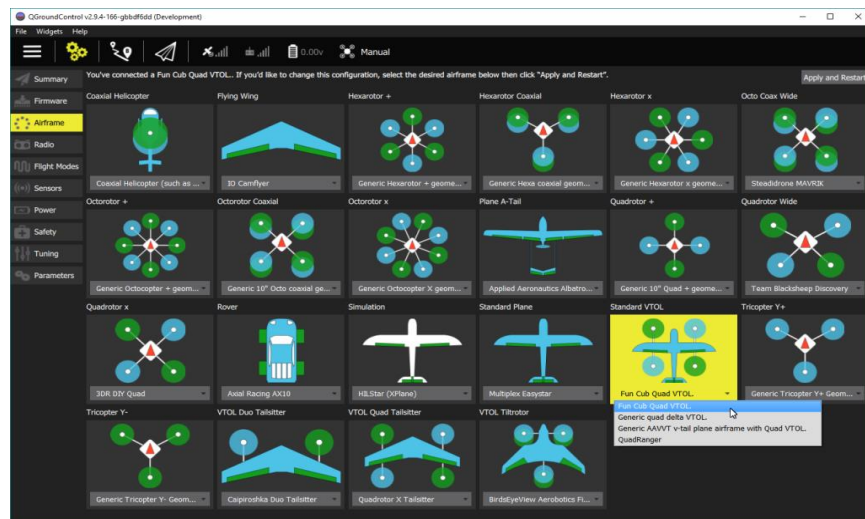 QGroundControl v2.9.4-166-gbbdf6dd (Development)
File Widgets Help
0.00v Manual
Summary
Firmware
Airframe
Radio
Flight Modes
Sensors
Power
Safety
Tuning
Parameters
You've connected a Fun Cub Quad VTOL.. If you'd like to change this configuration, select the desired airframe below then click "Apply and Restart".
Apply and Restart
Coaxial Helicopter Flying Wing Hexarotor + Hexarotor Coaxial Hexarotor x Octo Coax Wide
Coaxial Helicopter (such as ... IO Camflyer Generic Hexarotor + geome... Generic Hexa coaxial geom... Generic Hexarotor x geome... Steadidrone MAVRIK
Octorotor + Octorotor Coaxial Octorotor x Plane A-Tail Quadrotor + Quadrotor Wide
Generic Octocopter + geom... Generic 10" Octo coaxial ge... Generic Octocopter X geom... Applied Aeronautics Albatro... Generic 10" Quad + geome... Team Blacksheep Discovery
Quadrotor x Rover Simulation Standard Plane Standard VTOL Tricopter Y+
3DR DIY Quad Axial Racing AX10 HILStar (XPlane) Multiplex Easystar Fun Cub Quad VTOL. Generic Tricopter Y+ Geom...
Fun Cub Quad VTOL.
Generic quad delta VTOL.
Generic AAVVT v-tail plane airframe with Quad VTOL.
QuadRanger
Tricopter Y- VTOL Duo Tailsitter VTOL Quad Tailsitter VTOL Tiltrotor
Generic Tricopter Y- Geom... Caipiroshka Duo Tailsitter Quadrotor X Tailsitter BirdsEyeView Aerobotics Fi...